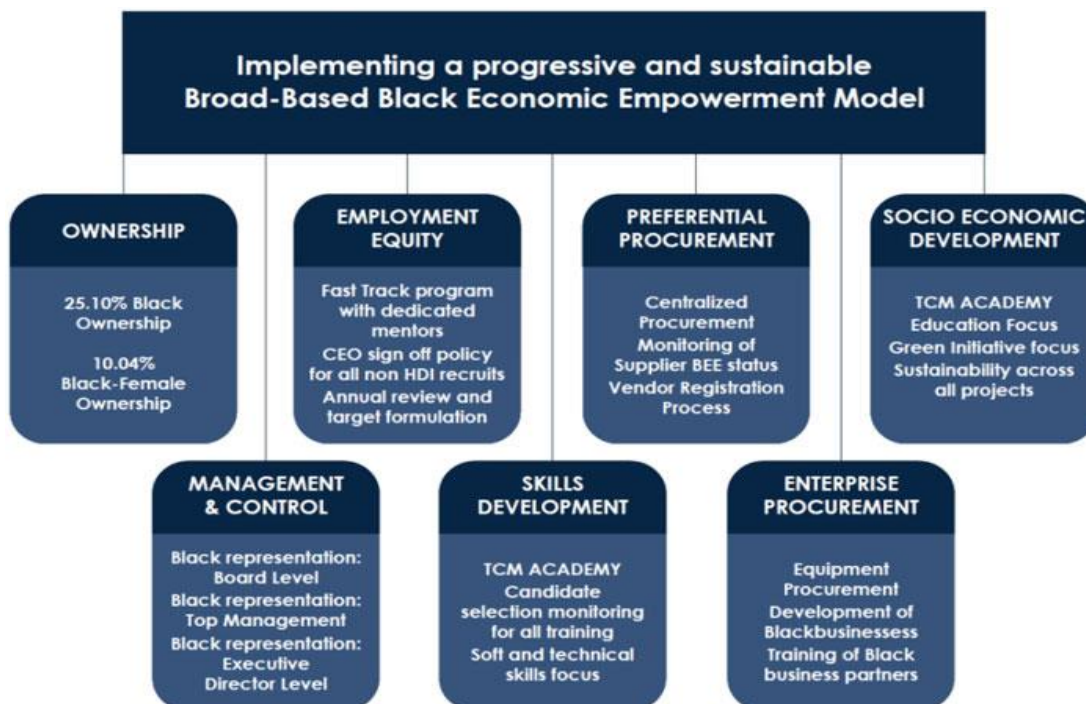 Implementing a progressive and sustainable
Broad-Based Black Economic Empowerment Model
OWNERSHIP
25.10% Black
Ownership
10.04%
Black-Female
Ownership
EMPLOYMENT
EQUITY
Fast Track program
with dedicated
mentors
CEO sign off policy
for all non HDI recruits
Annual review and
target formulation
PREFERENTIAL
PROCUREMENT
Centralized
Procurement
Monitoring of
Supplier BEE status
Vendor Registration
Process
SOCIO ECONOMIC
DEVELOPMENT
TCM ACADEMY
Education Focus
Green Initiative focus
Sustainability across
all projects
MANAGEMENT
& CONTROL
Black representation:
Board Level
Black representation:
Top Management
Black representation:
Executive
Director Level
SKILLS
DEVELOPMENT
TCM ACADEMY
Candidate
selection monitoring
for all training
Soft and technical
skills focus
ENTERPRISE
PROCUREMENT
Equipment
Procurement
Development of
Blackbusinessess
Training of Black
business partners